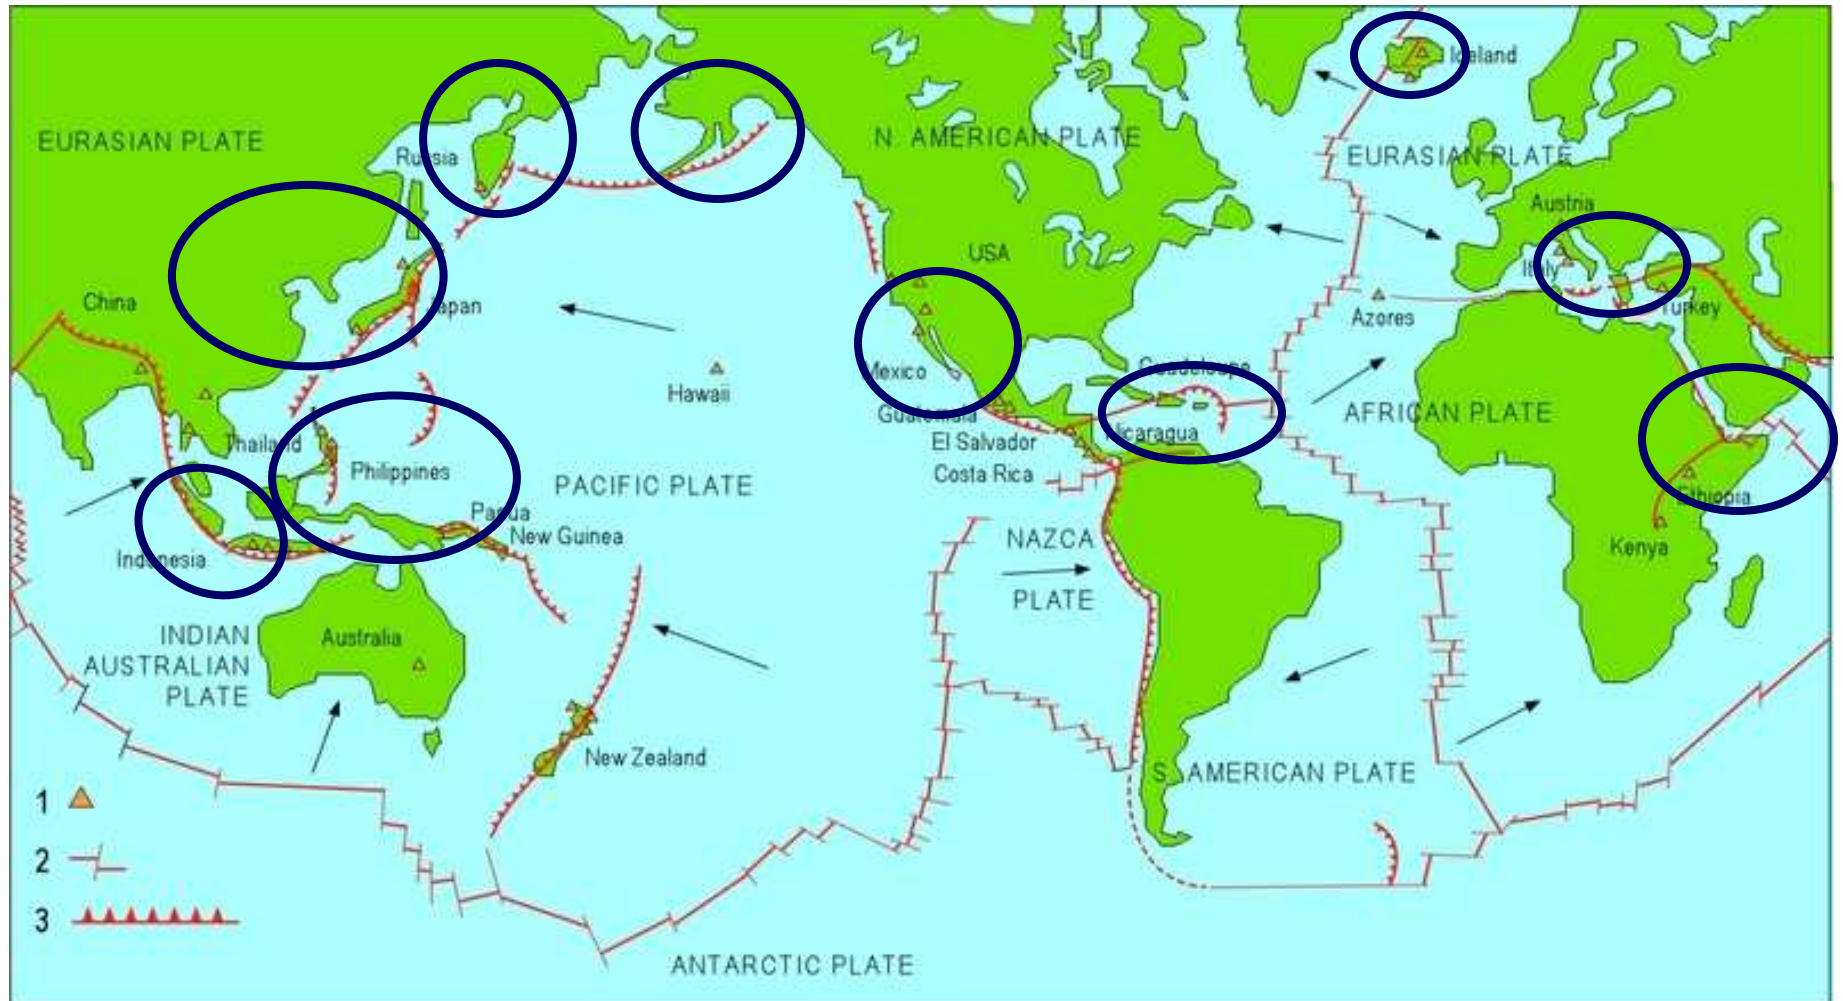 Iceland
EURASIAN PLATE
N. AMERICAN PLATE
EURASIAN PLATE
Russia
Austria
USA
Italy
China
Japan
Azores
Turkey
Guadeloupe
Mexico
Hawaii
Guatemala
AFRICAN PLATE
Thailand
El Salvador
Nicaragua
Philippines
Costa Rica
PACIFIC PLATE
Ethiopia
Papua
New Guinea
NAZCA
PLATE
Indonesia
Kenya
INDIAN
AUSTRALIAN
PLATE
Australia
New Zealand
S. AMERICAN PLATE
1
2
3
ANTARCTIC PLATE